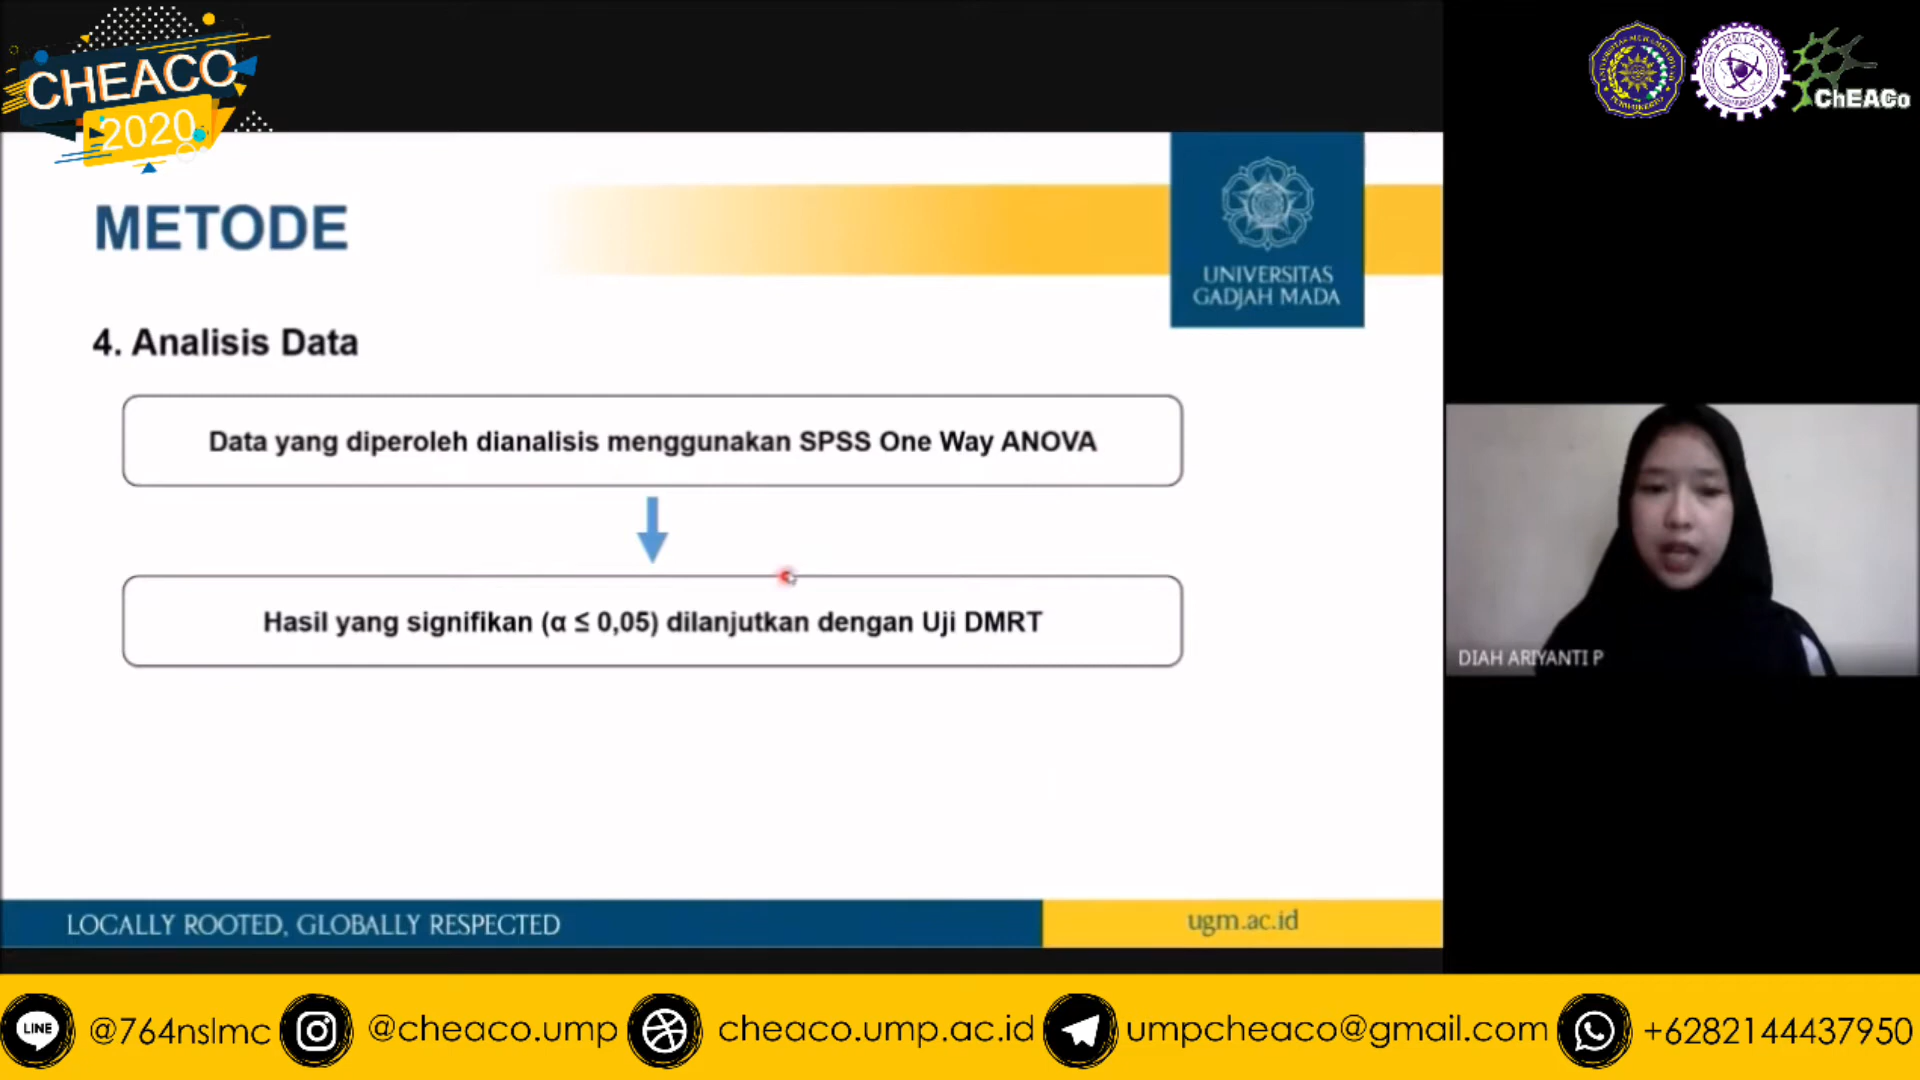 CHEACO
2020
ChEACo
METODE
UNIVERSITAS
GADJAH MADA
4. Analisis Data
Data yang diperoleh dianalisis menggunakan SPSS One Way ANOVA
Hasil yang signifikan (α ≤ 0,05) dilanjutkan dengan Uji DMRT
DIAH ARIYANTI P
LOCALLY ROOTED, GLOBALLY RESPECTED
ugm.ac.id
LINE
@764nslmc
@cheaco.ump
cheaco.ump.ac.id
umpcheaco@gmail.com
+6282144437950